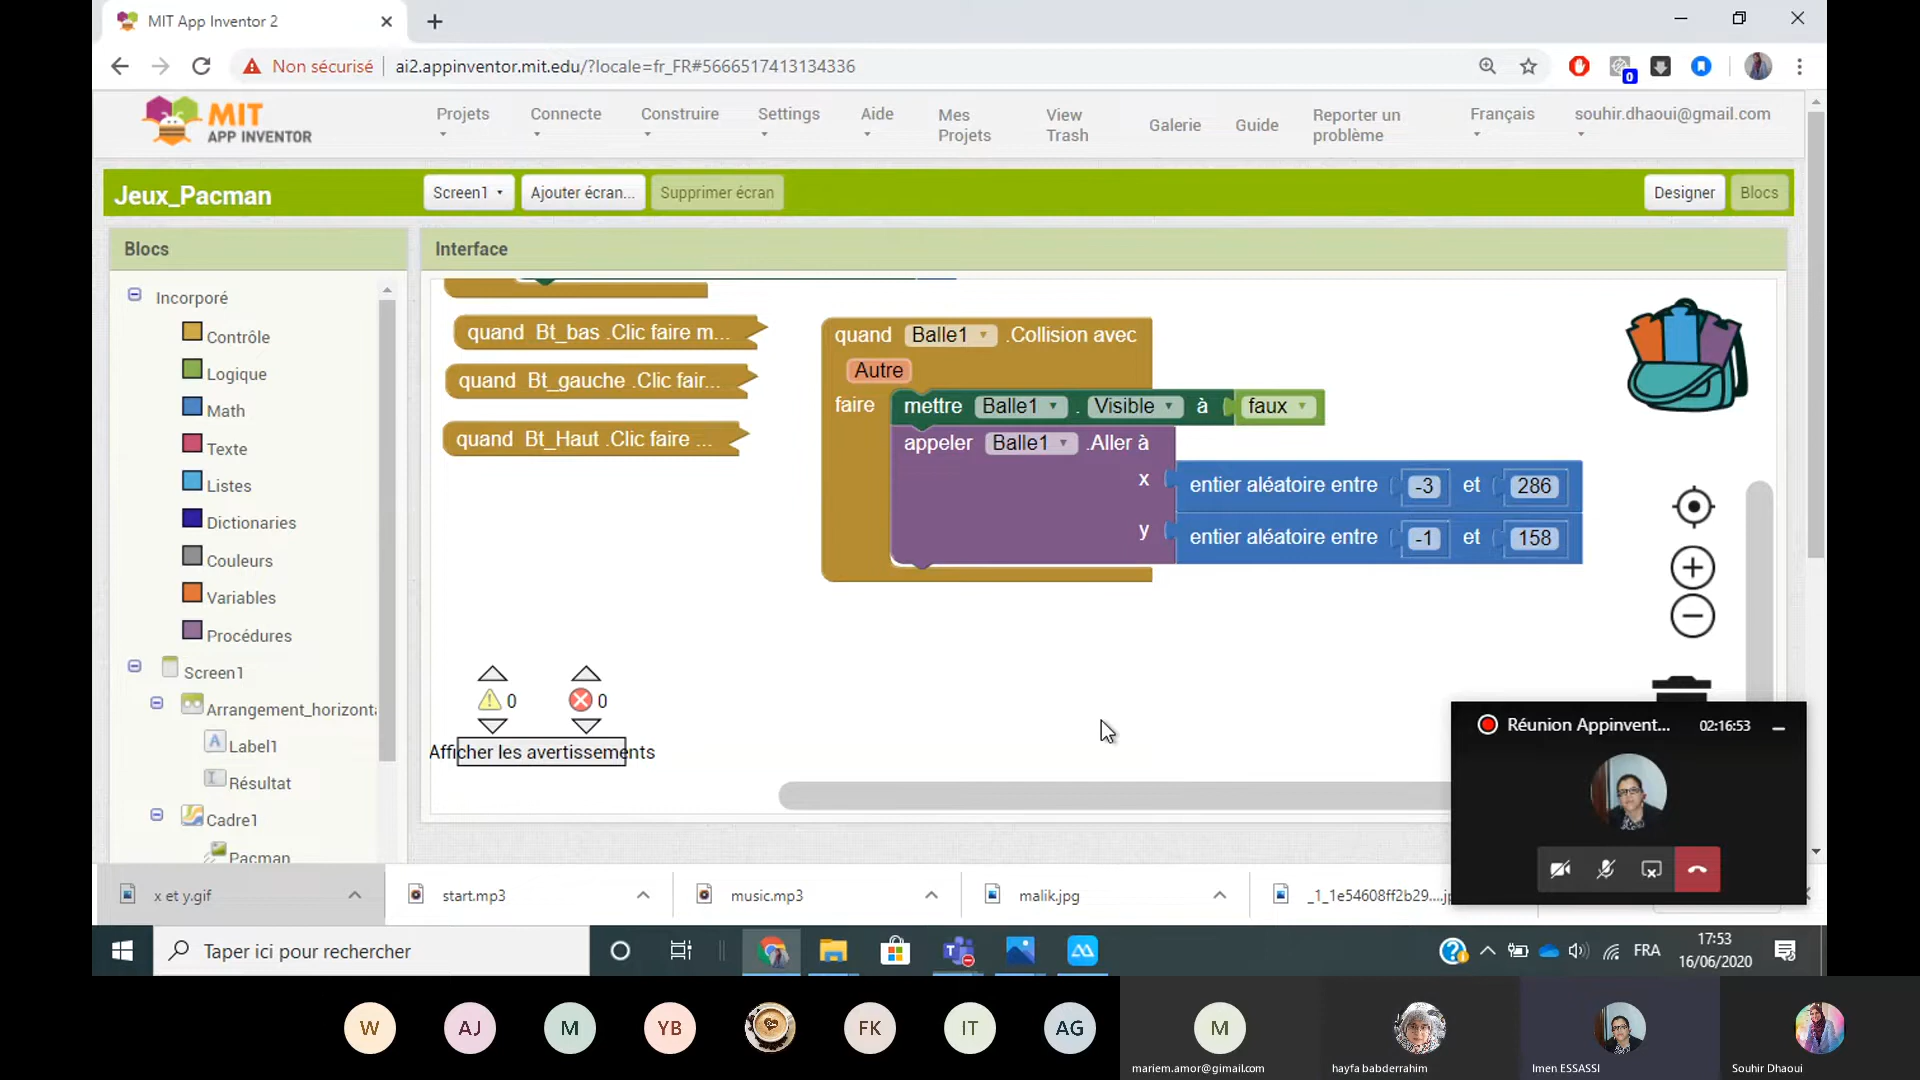 MIT App Inventor 2
Non sécurisé
ai2.appinventor.mit.edu/?locale=fr_FR#5666517413134336
0
MIT
APP INVENTOR
Projets
Connecte
Construire
Settings
Aide
Mes
Projets
View
Trash
Galerie
Guide
Reporter un
problème
Français
souhir.dhaoui@gmail.com
Jeux_Pacman
Screen1
Ajouter écran...
Supprimer écran
Designer
Blocs
Blocs
Interface
Incorporé
Contrôle
Logique
Math
Texte
Listes
Dictionaries
Couleurs
Variables
Procédures
Screen1
Arrangement_horizonta
Label1
Résultat
Cadre1
Pacman
quand Bt_bas .Clic faire m...
quand Bt_gauche .Clic fair...
quand Bt_Haut .Clic faire ...
quand Balle1 .Collision avec
Autre
faire mettre Balle1 . Visible à faux
appeler Balle1 .Aller à
x entier aléatoire entre -3 et 286
y entier aléatoire entre -1 et 158
0 0
Afficher les avertissements
Réunion Appinvent... 02:16:53
x et y.gif
start.mp3
music.mp3
malik.jpg
_1_1e54608ff2b29....jp
Taper ici pour rechercher
FRA
17:53
16/06/2020
W
AJ
M
YB
FK
IT
AG
M
mariem.amor@gimail.com
hayfa babderrahim
Imen ESSASSI
Souhir Dhaoui